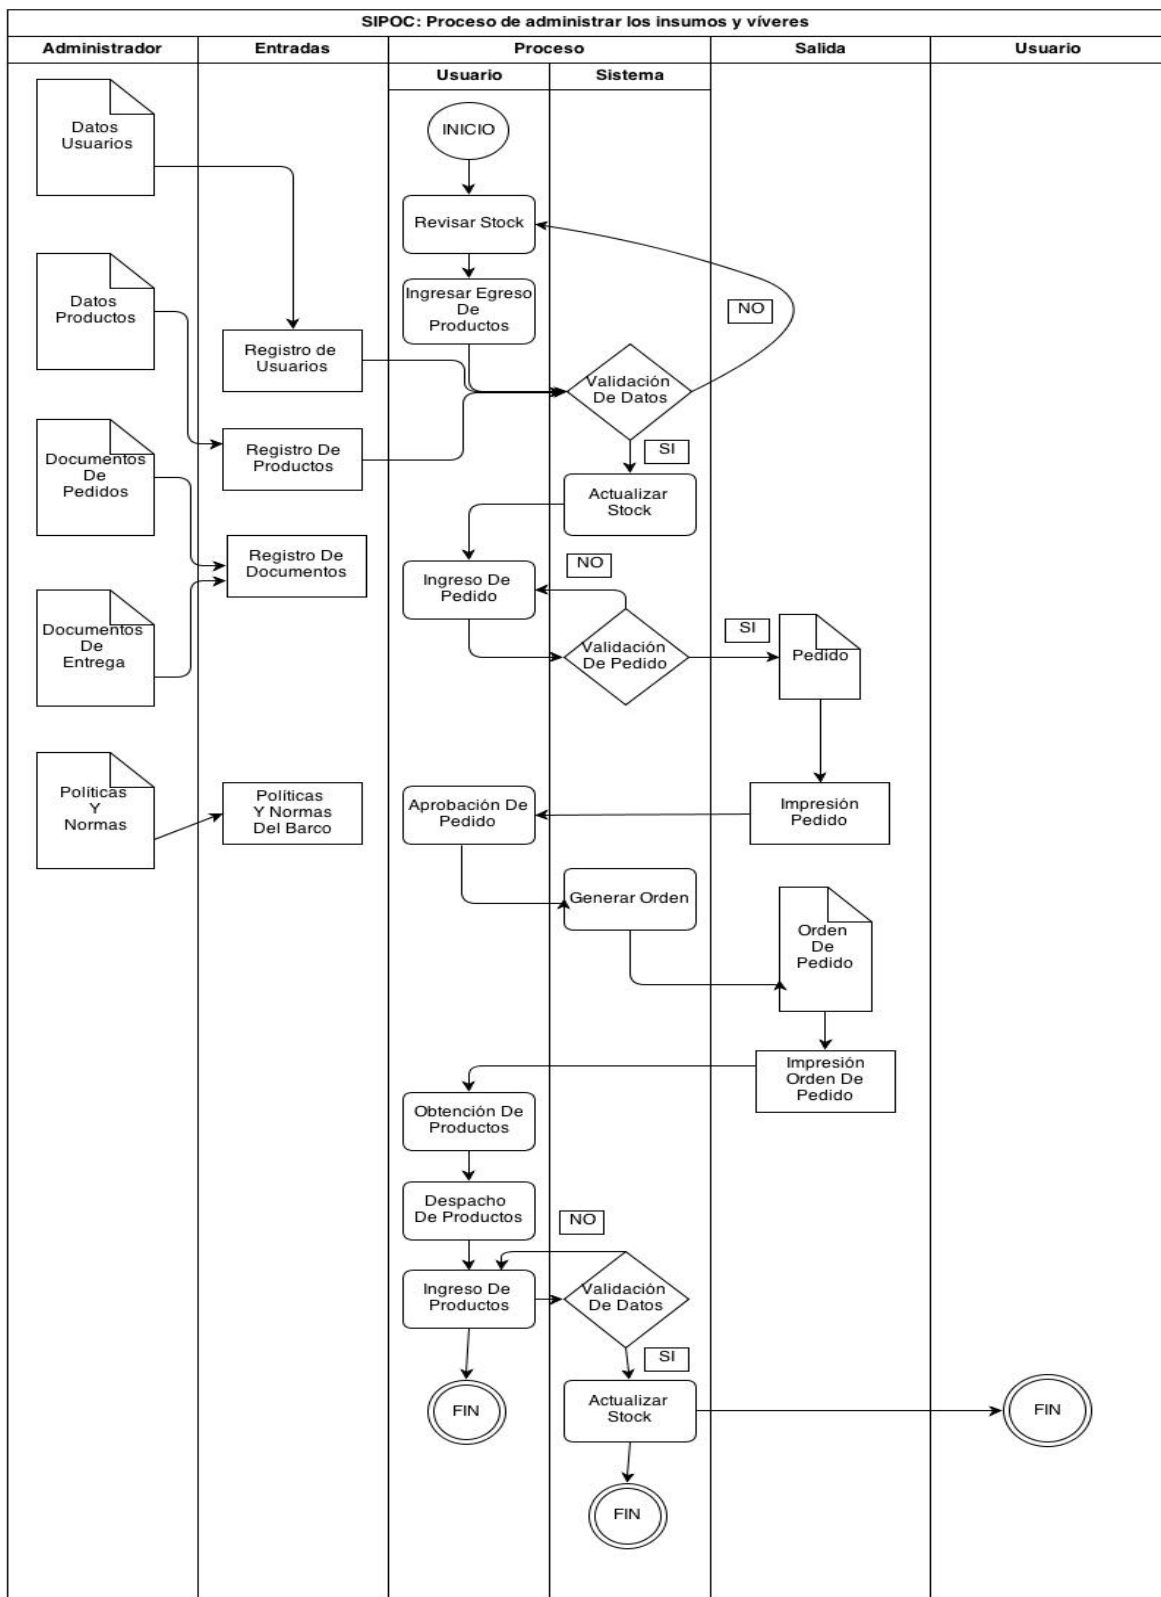 SIPOC: Proceso de administrar los insumos y víveres
Administrador
Entradas
Proceso
Salida
Usuario
Usuario
Sistema
Datos
Usuarios
INICIO
Revisar Stock
Datos
Productos
Ingresar Egreso
De
Productos
NO
Registro de
Usuarios
Validación
De Datos
Documentos
De
Pedidos
Registro De
Productos
SI
Actualizar
Stock
Registro De
Documentos
NO
Ingreso De
Pedido
Documentos
De
Entrega
Validación
De Pedido
SI
Pedido
Políticas
Y
Normas
Políticas
Y Normas
Del Barco
Aprobación De
Pedido
Impresión
Pedido
Generar Orden
Orden
De
Pedido
Impresión
Orden De
Pedido
Obtención De
Productos
Despacho
De Productos
NO
Ingreso De
Productos
Validación
De Datos
SI
FIN
Actualizar
Stock
FIN
FIN